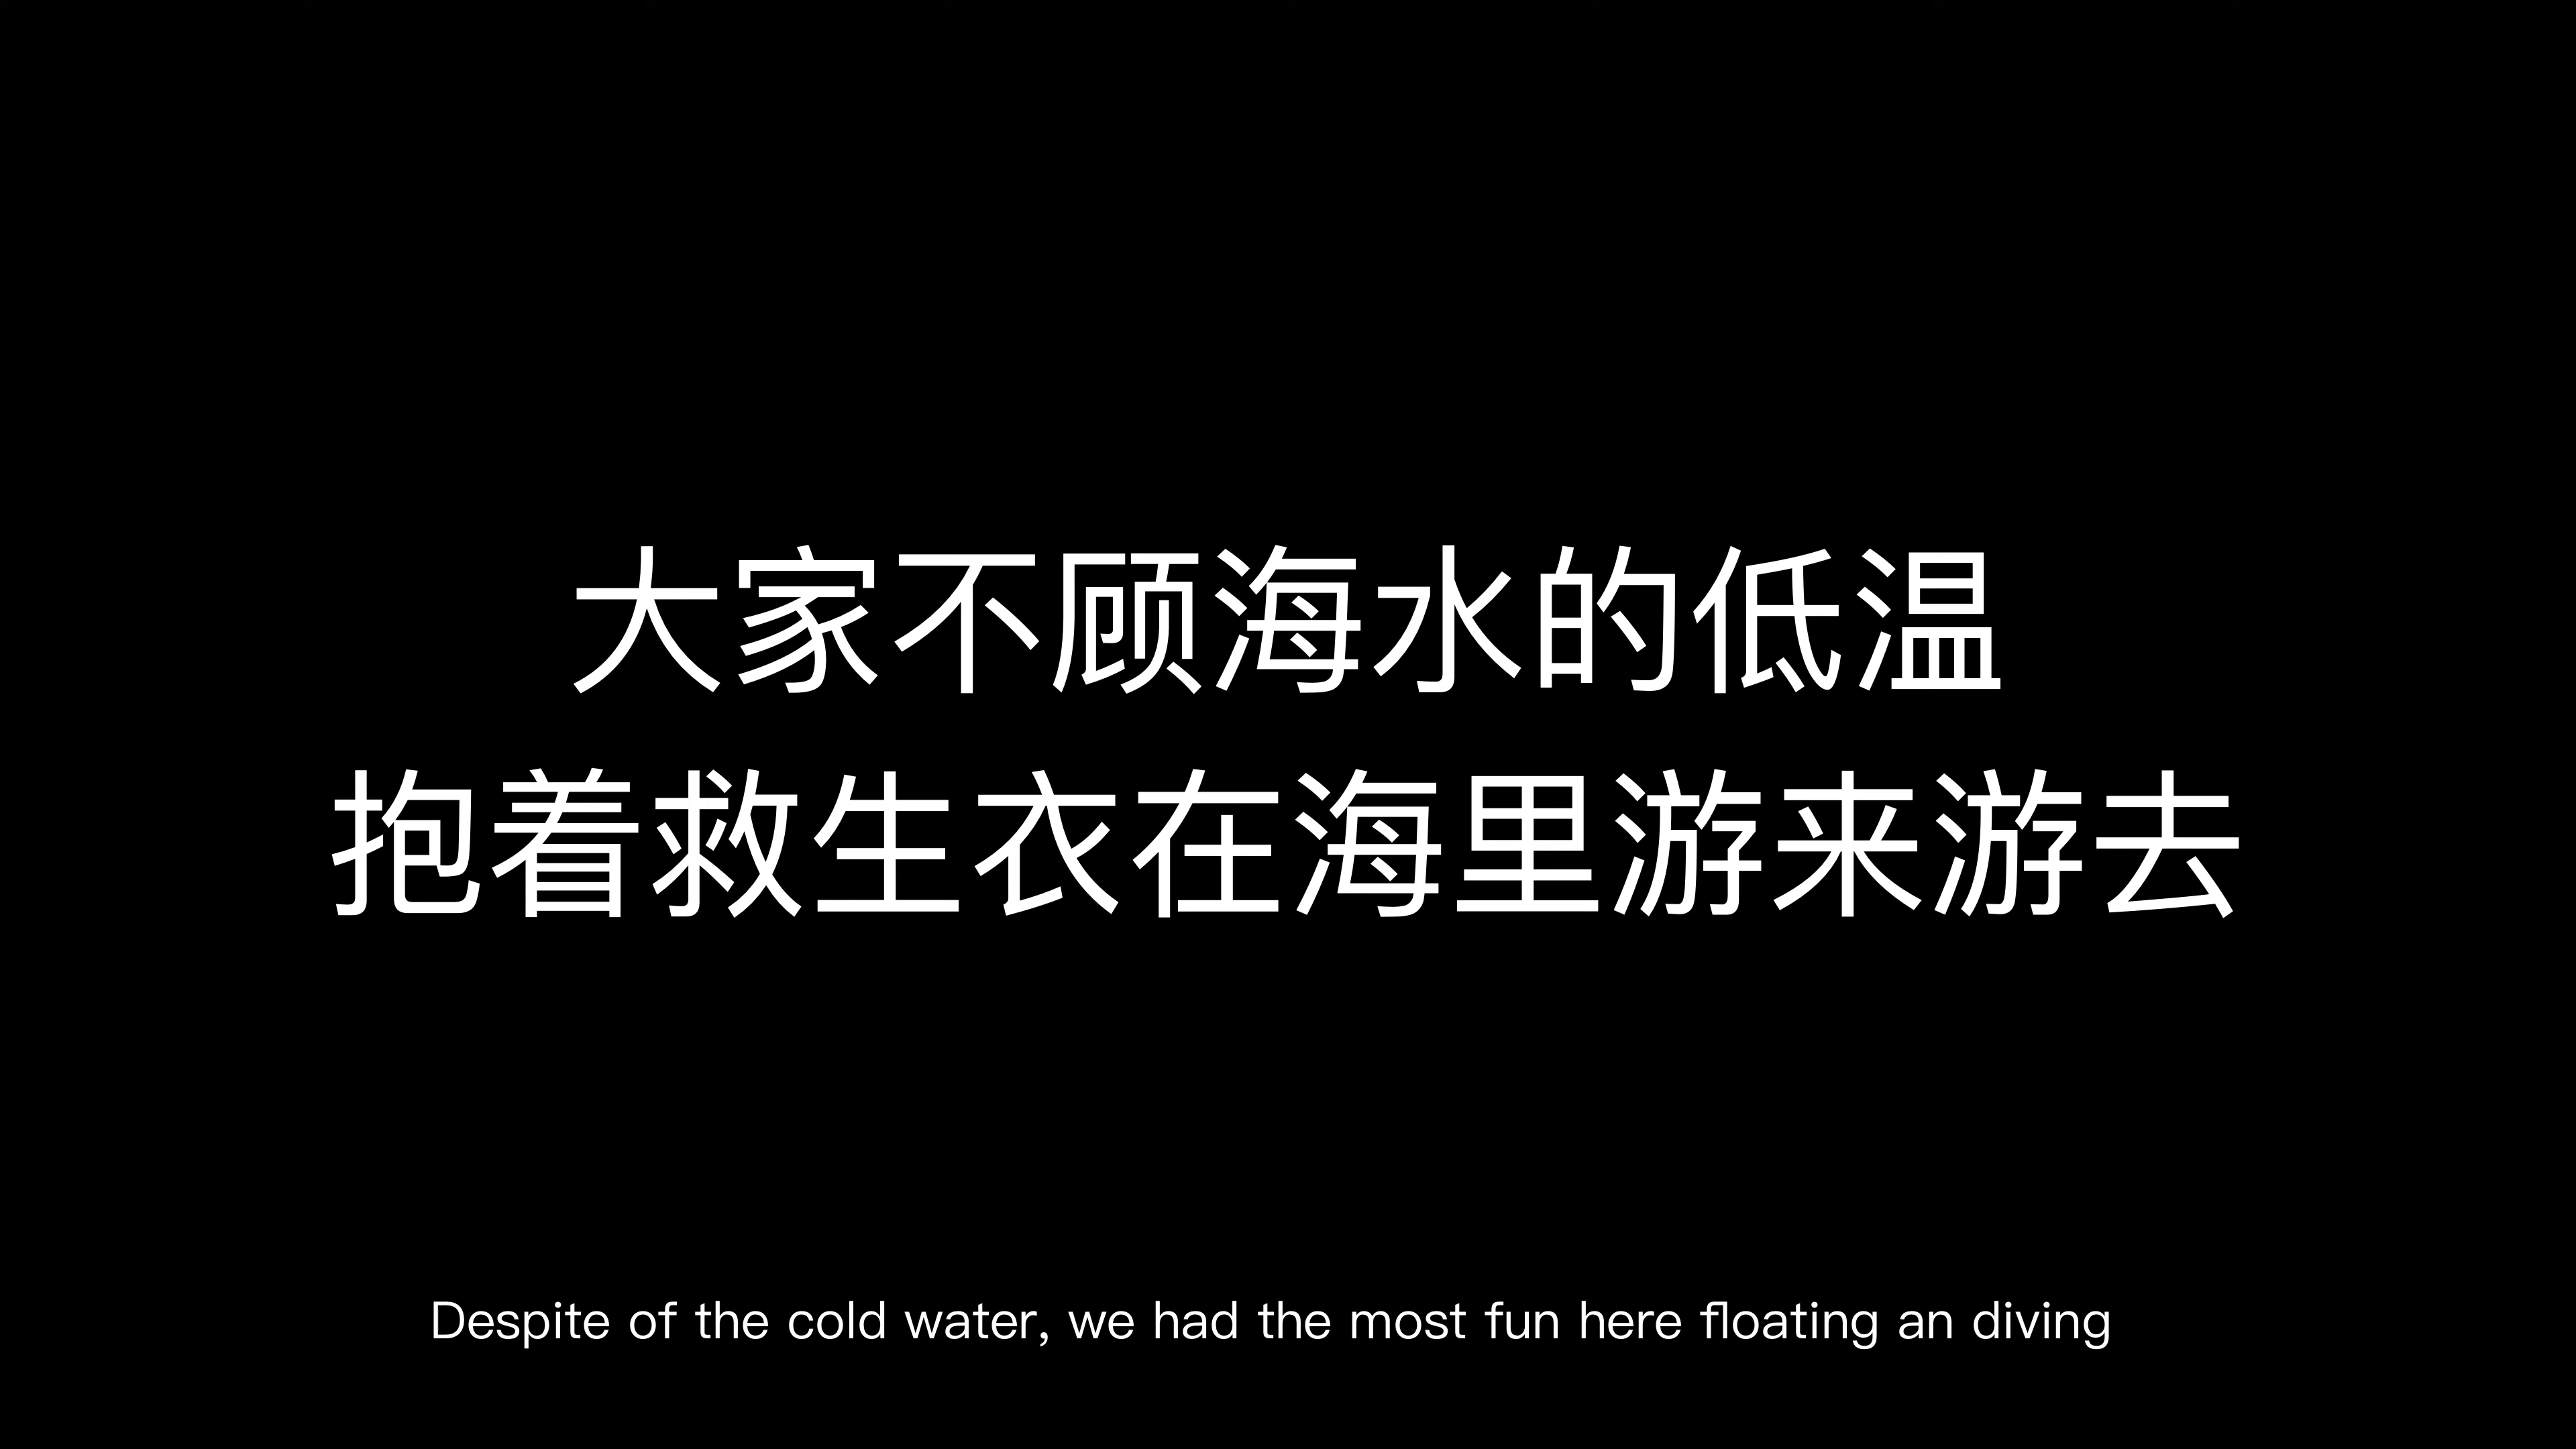 大家不顾海水的低温
抱着救生衣在海里游来游去
Despite of the cold water, we had the most fun here floating an diving